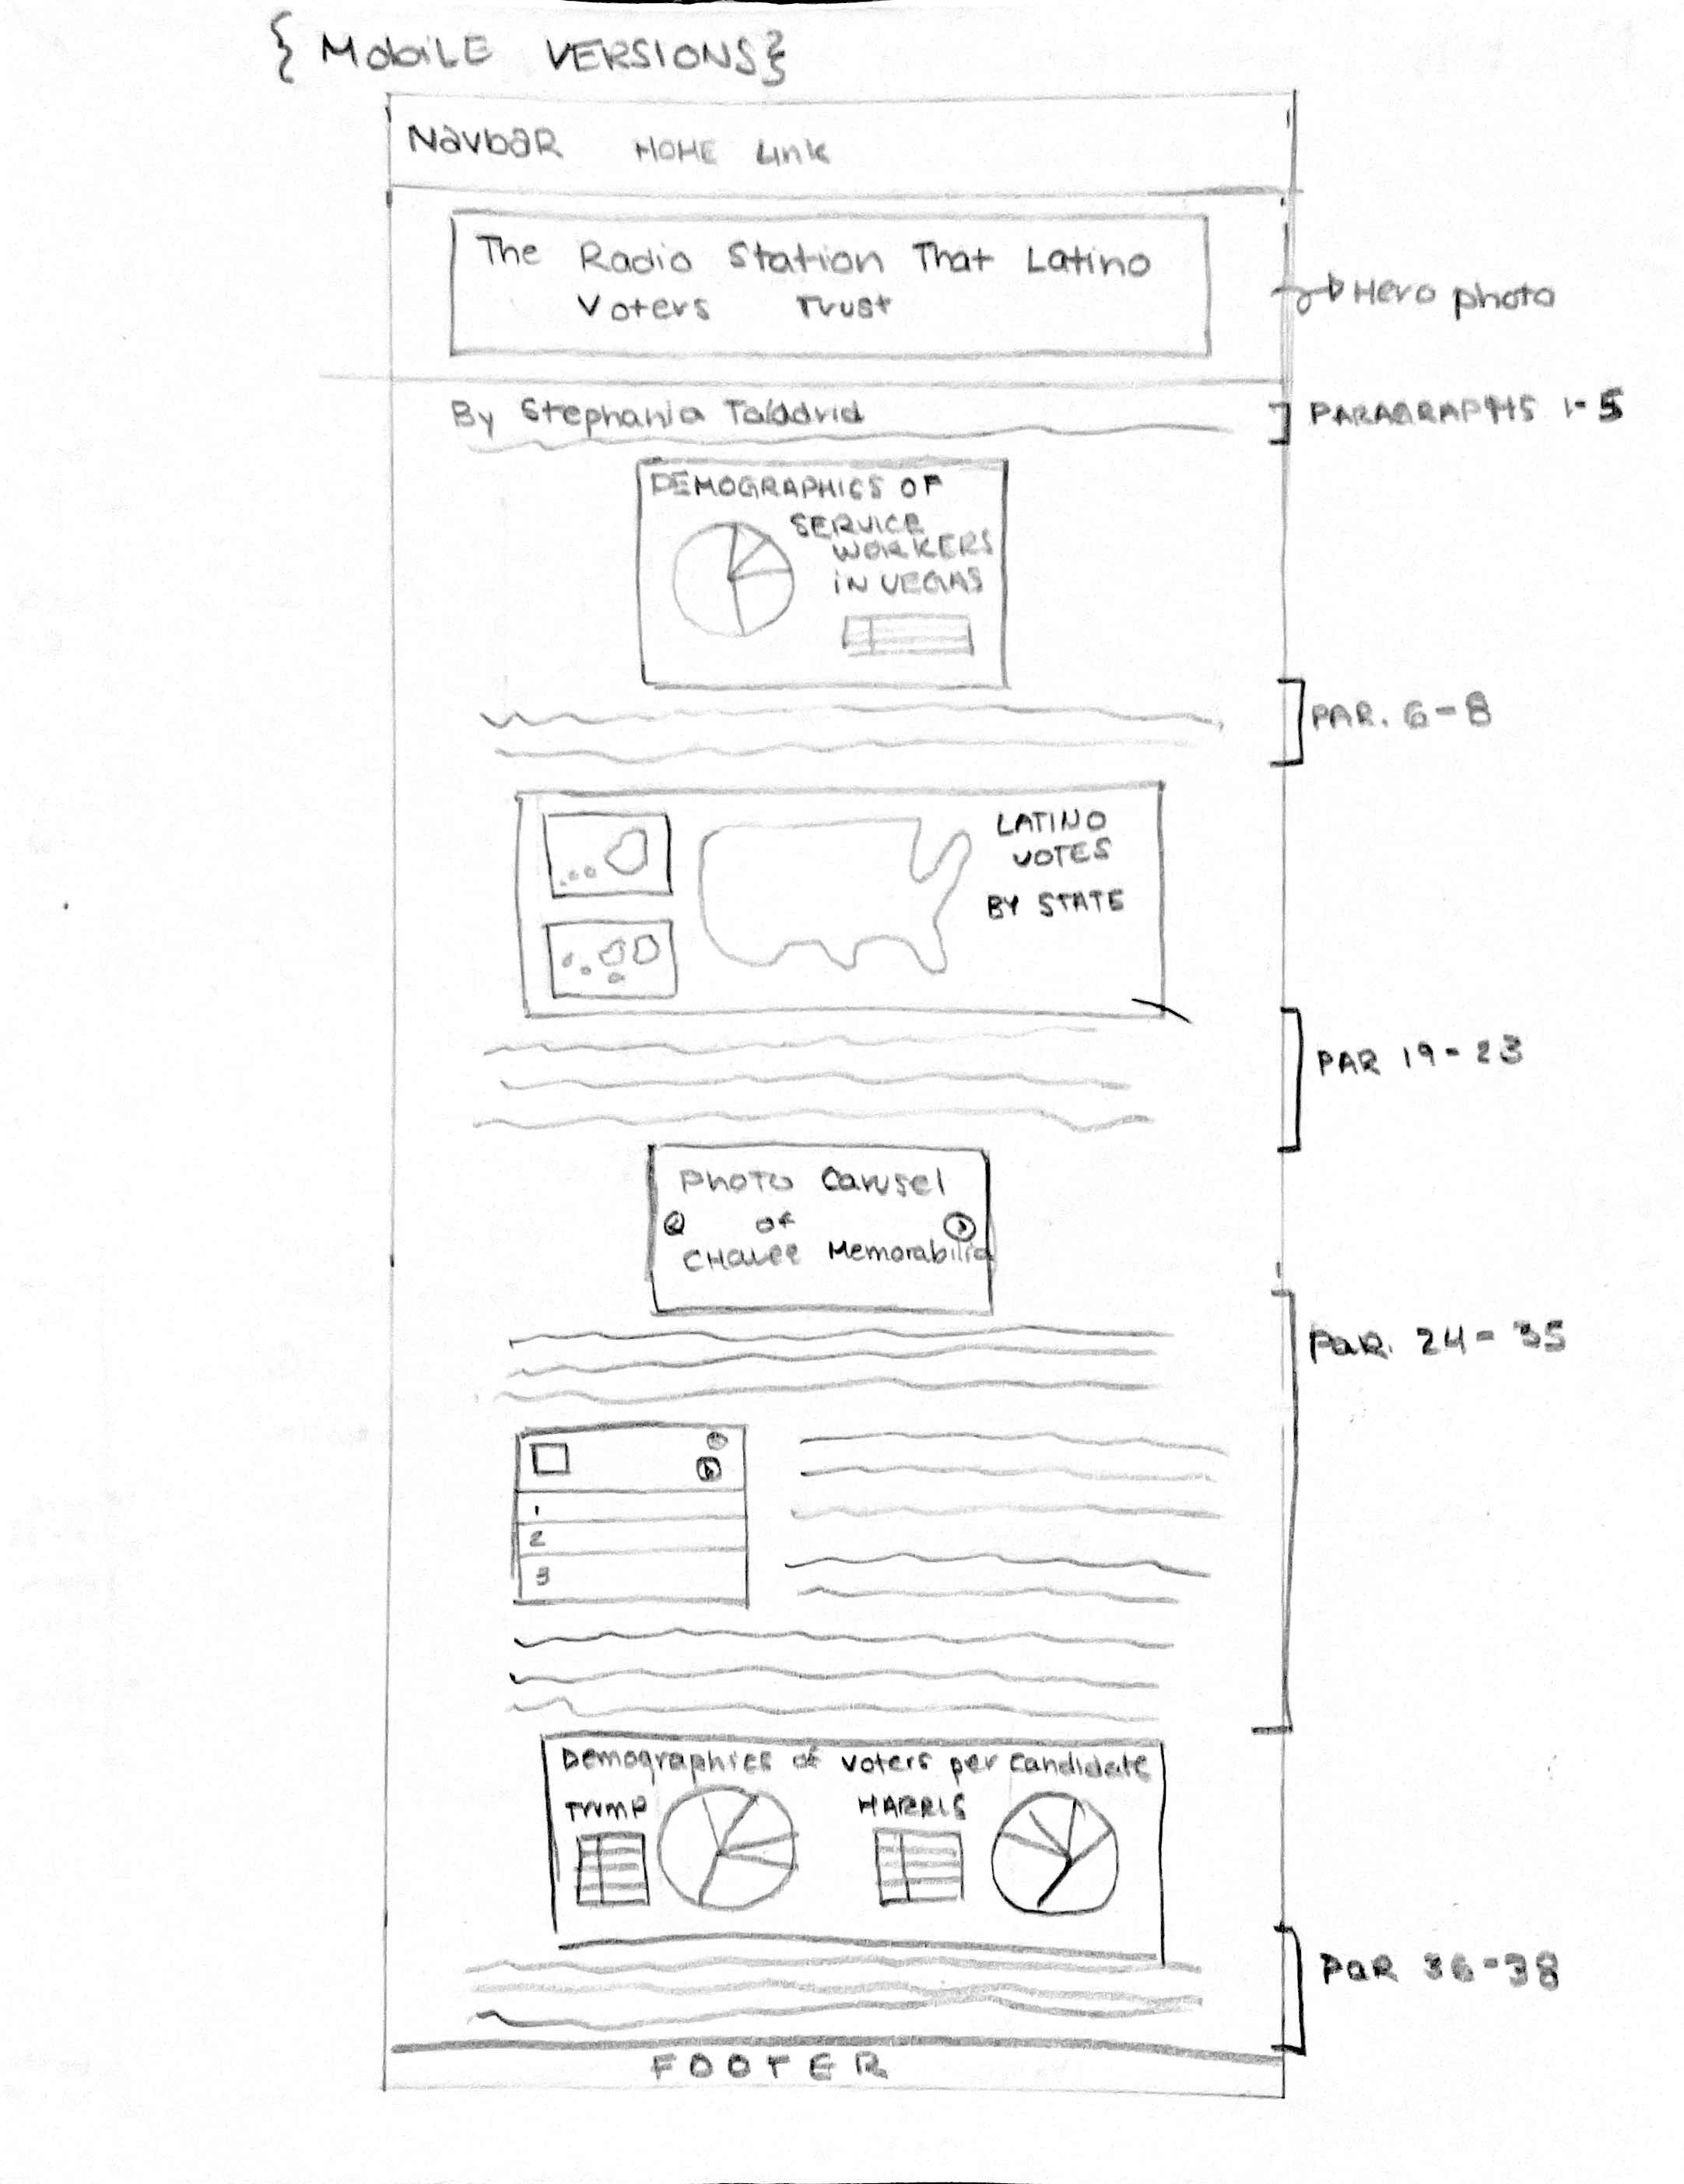 { MOBILE VERSIONS}
NavbaR HOME Link
The Radio Station That Latino
Voters Trust
Hero photo
By Stephania Taladrid
PARAGRAPHS 1-5
DEMOGRAPHICS OF
SERVICE
WORKERS
IN VEGAS
PAR. 6-8
LATINO
VOTES
BY STATE
PAR 19-23
Photo Carusel
of
Memorabilia
PaR. 24-35
1
2
3
Demographics of voters per candidate
TRUMP HARRIS
PaR 36-38
FOOTER